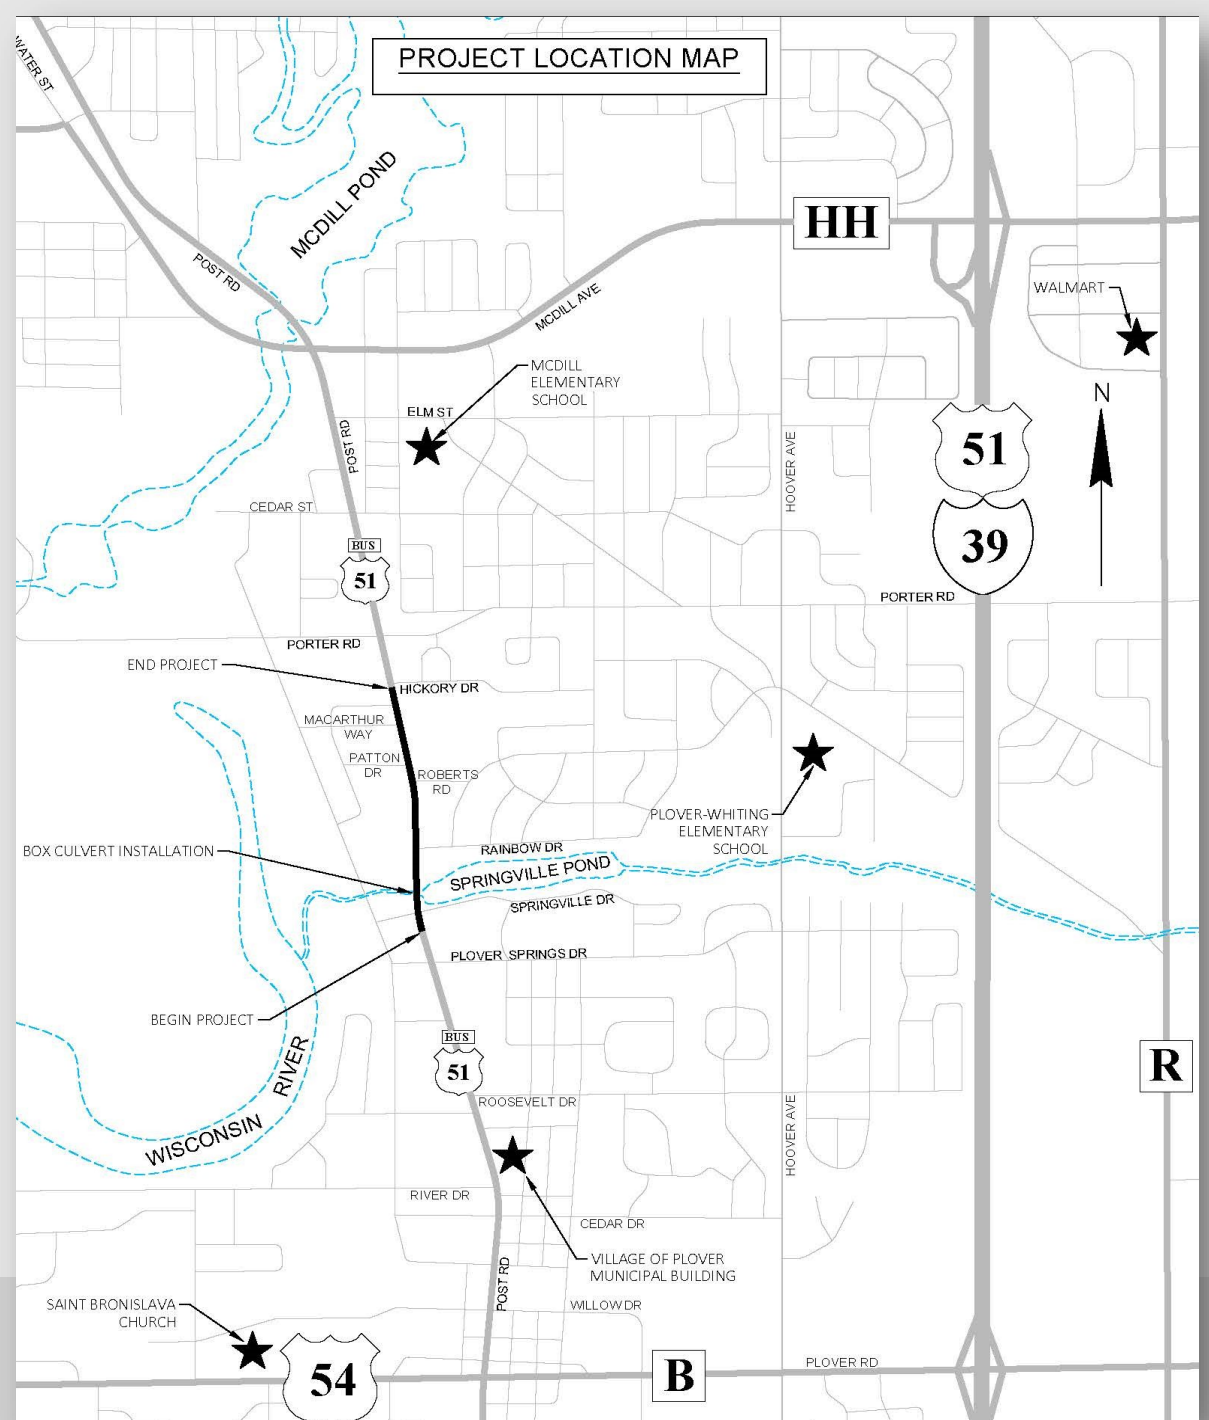 PROJECT LOCATION MAP
WATER ST
MCDILL POND
HH
POST RD
WALMART
MCDILL AVE
MCDILL
ELEMENTARY
SCHOOL
N
ELM ST
POST RD
51
HOOVER AVE
CEDAR ST
39
BUS
51
PORTER RD
PORTER RD
END PROJECT
HICKORY DR
MACARTHUR
WAY
PATTON
DR
ROBERTS
RD
PLOVER-WHITING
ELEMENTARY
SCHOOL
RAINBOW DR
BOX CULVERT INSTALLATION
SPRINGVILLE POND
SPRINGVILLE DR
PLOVER SPRINGS DR
BEGIN PROJECT
BUS
51
R
WISCONSIN RIVER
ROOSEVELT DR
HOOVER AVE
RIVER DR
CEDAR DR
VILLAGE OF PLOVER
MUNICIPAL BUILDING
POST RD
SAINT BRONISLAVA
CHURCH
WILLOW DR
PLOVER RD
54
B